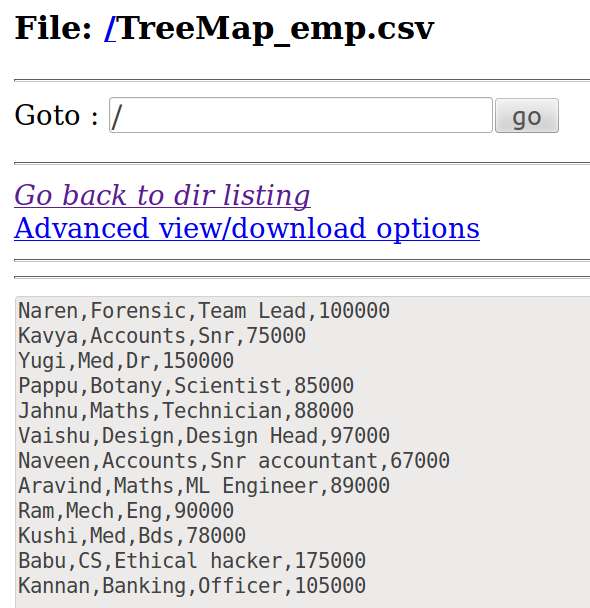 File: /TreeMap_emp.csv
Goto : / go
Go back to dir listing
Advanced view/download options
Naren,Forensic,Team Lead,100000
Kavya,Accounts,Snr,75000
Yugi,Med,Dr,150000
Pappu,Botany,Scientist,85000
Jahnu,Maths,Technician,88000
Vaishu,Design,Design Head,97000
Naveen,Accounts,Snr accountant,67000
Aravind,Maths,ML Engineer,89000
Ram,Mech,Eng,90000
Kushi,Med,Bds,78000
Babu,CS,Ethical hacker,175000
Kannan,Banking,Officer,105000